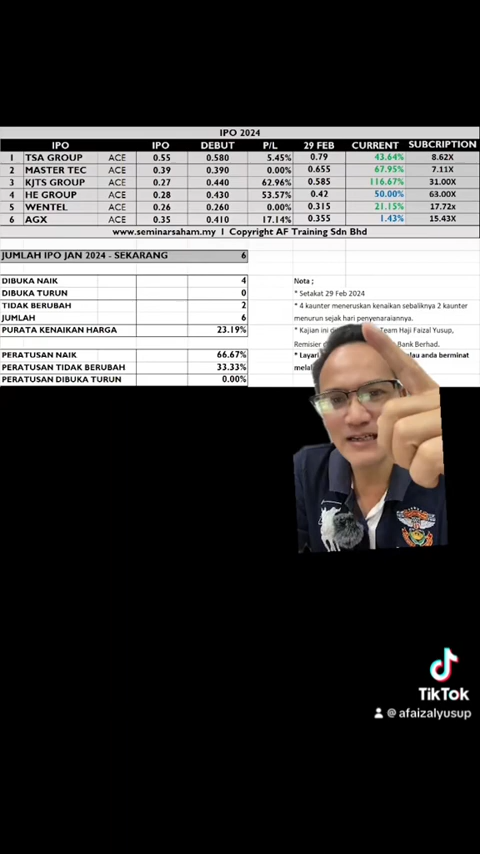 IPO 2024
IPO IPO DEBUT P/L 29 FEB CURRENT SUBCRIPTION
1 TSA GROUP ACE 0.55 0.580 5.45% 0.79 43.64% 8.62X
2 MASTER TEC ACE 0.39 0.390 0.00% 0.655 67.95% 7.11X
3 KJTS GROUP ACE 0.27 0.440 62.96% 0.585 116.67% 31.00X
4 HE GROUP ACE 0.28 0.430 53.57% 0.42 50.00% 63.00X
5 WENTEL ACE 0.26 0.260 0.00% 0.315 21.15% 17.72x
6 AGX ACE 0.35 0.410 17.14% 0.355 1.43% 15.43X
www.seminarsaham.my I Copyright AF Training Sdn Bhd
JUMLAH IPO JAN 2024 - SEKARANG 6
DIBUKA NAIK 4
DIBUKA TURUN 0
TIDAK BERUBAH 2
JUMLAH 6
PURATA KENAIKAN HARGA 23.19%
PERATUSAN NAIK 66.67%
PERATUSAN TIDAK BERUBAH 33.33%
PERATUSAN DIBUKA TURUN 0.00%
Nota ;
* Setakat 29 Feb 2024
* 4 kaunter meneruskan kenaikan sebaliknya 2 kaunter
menurun sejak hari penyenaraiannya.
* Kajian ini Team Haji Faizal Yusup,
Remisier Bank Berhad.
* Layari anda berminat
TikTok
@ afaizalyusup